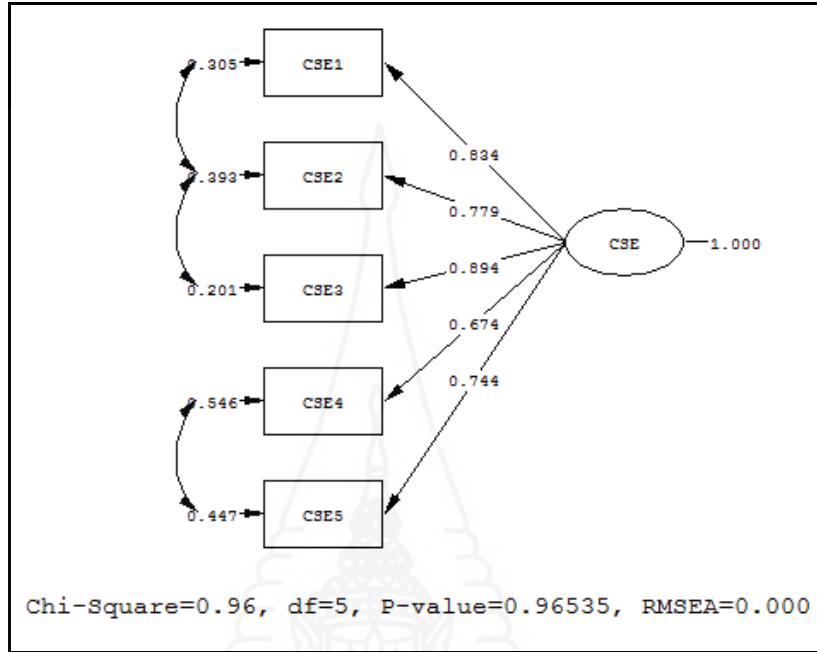 0.305 CSE1
0.834
0.393 CSE2
0.779
CSE 1.000
0.894
0.201 CSE3
0.674
0.744
0.546 CSE4
0.447 CSE5
Chi-Square=0.96, df=5, P-value=0.96535, RMSEA=0.000